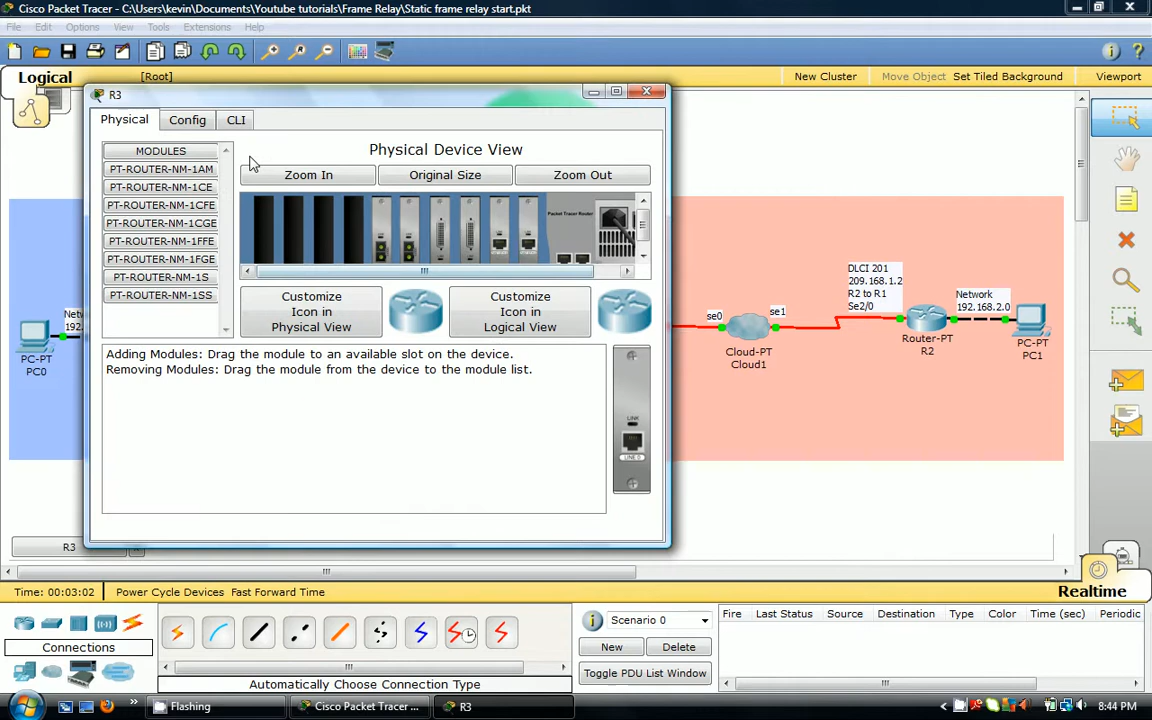 Cisco Packet Tracer - C:\Users\kevin\Documents\Youtube tutorials\Frame Relay\Static frame relay start.pkt
File Edit Options View Tools Extensions Help
Logical
[Root]
New Cluster
Move Object
Set Tiled Background
Viewport
R3
Physical
Config
CLI
MODULES
PT-ROUTER-NM-1AM
PT-ROUTER-NM-1CE
PT-ROUTER-NM-1CFE
PT-ROUTER-NM-1CGE
PT-ROUTER-NM-1FFE
PT-ROUTER-NM-1FGE
PT-ROUTER-NM-1S
PT-ROUTER-NM-1SS
Physical Device View
Zoom In
Original Size
Zoom Out
Packet Tracer Router
Customize
Icon in
Physical View
Customize
Icon in
Logical View
Adding Modules: Drag the module to an available slot on the device.
Removing Modules: Drag the module from the device to the module list.
LINK
LINE 0
Netw
192.
PC-PT
PC0
se0
se1
Cloud-PT
Cloud1
DLCI 201
209.168.1.2
R2 to R1
Se2/0
Router-PT
R2
Network
192.168.2.0
PC-PT
PC1
R3
Time: 00:03:02
Power Cycle Devices
Fast Forward Time
Realtime
Connections
Automatically Choose Connection Type
Scenario 0
New
Delete
Toggle PDU List Window
Fire
Last Status
Source
Destination
Type
Color
Time (sec)
Periodic
Flashing
Cisco Packet Tracer ...
R3
8:44 PM